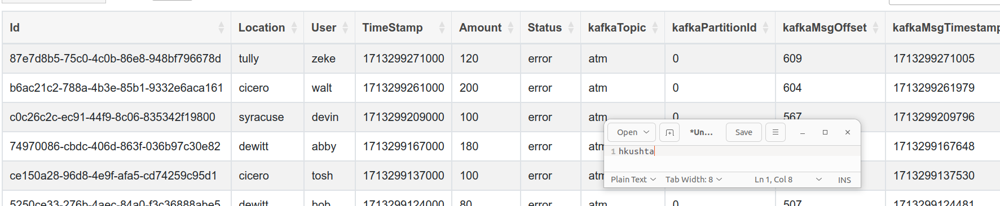 Id Location User TimeStamp Amount Status kafkaTopic kafkaPartitionId kafkaMsgOffset kafkaMsgTimestamp
87e7d8b5-75c0-4c0b-86e8-948bf796678d tully zeke 1713299271000 120 error atm 0 609 1713299271005
b6ac21c2-788a-4b3e-85b1-9332e6aca161 cicero walt 1713299261000 200 error atm 0 604 1713299261979
c0c26c2c-ec91-44f9-8c06-835342f19800 syracuse devin 1713299209000 100 error atm 0 567 1713299209796
Open *Un... Save
74970086-cbdc-406d-863f-036b97c30e82 dewitt abby 1713299167000 180 error atm 1713299167648
1 hkushta
ce150a28-96d8-4e9f-afa5-cd74259c95d1 cicero tosh 1713299137000 100 error atm 1713299137530
Plain Text Tab Width: 8 Ln 1, Col 8 INS
5250ce33-276b-4aec-84a0-f3c36888abe5 dewitt bob 1713299124000 80 error atm 0 507 1713299124481